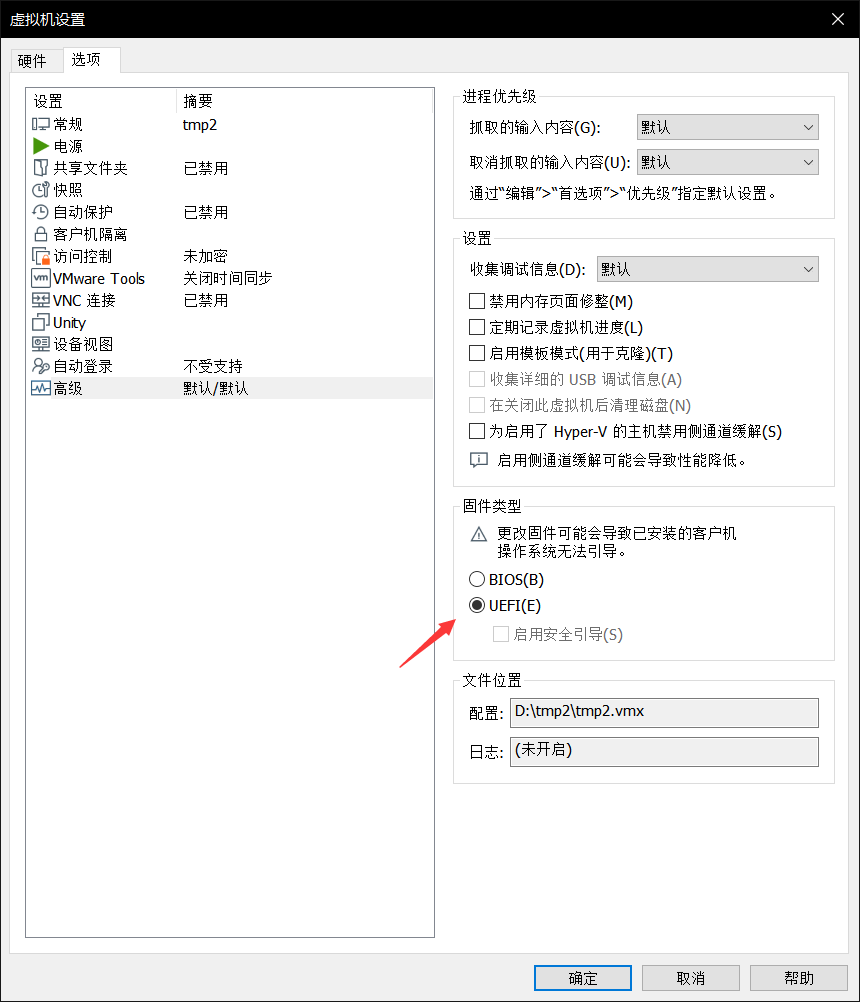 虚拟机设置
硬件
选项
设置 摘要
常规 tmp2
电源
共享文件夹 已禁用
快照
自动保护 已禁用
客户机隔离
访问控制 未加密
VMware Tools 关闭时间同步
VNC 连接 已禁用
Unity
设备视图
自动登录 不受支持
高级 默认/默认
进程优先级
抓取的输入内容(G): 默认
取消抓取的输入内容(U): 默认
通过“编辑”>“首选项”>“优先级”指定默认设置。
设置
收集调试信息(D): 默认
禁用内存页面修整(M)
定期记录虚拟机进度(L)
启用模板模式(用于克隆)(T)
收集详细的 USB 调试信息(A)
在关闭此虚拟机后清理磁盘(N)
为启用了 Hyper-V 的主机禁用侧通道缓解(S)
启用侧通道缓解可能会导致性能降低。
固件类型
更改固件可能会导致已安装的客户机
操作系统无法引导。
BIOS(B)
UEFI(E)
启用安全引导(S)
文件位置
配置: D:\tmp2\tmp2.vmx
日志: (未开启)
确定
取消
帮助